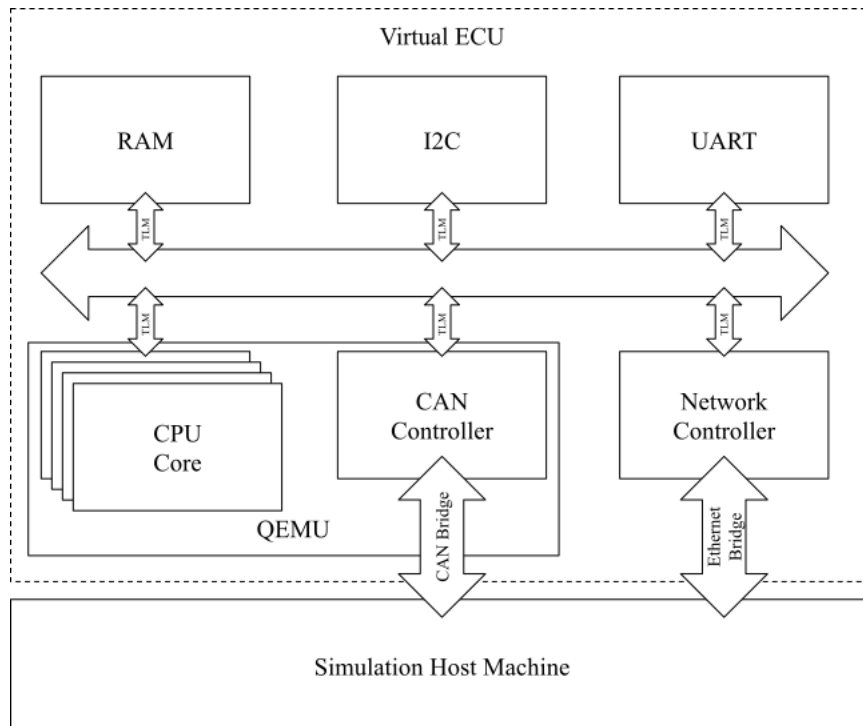 Virtual ECU
RAM
I2C
UART
TLM
TLM
TLM
TLM
TLM
TLM
CPU
Core
CAN
Controller
Network
Controller
QEMU
CAN Bridge
Ethernet
Bridge
Simulation Host Machine